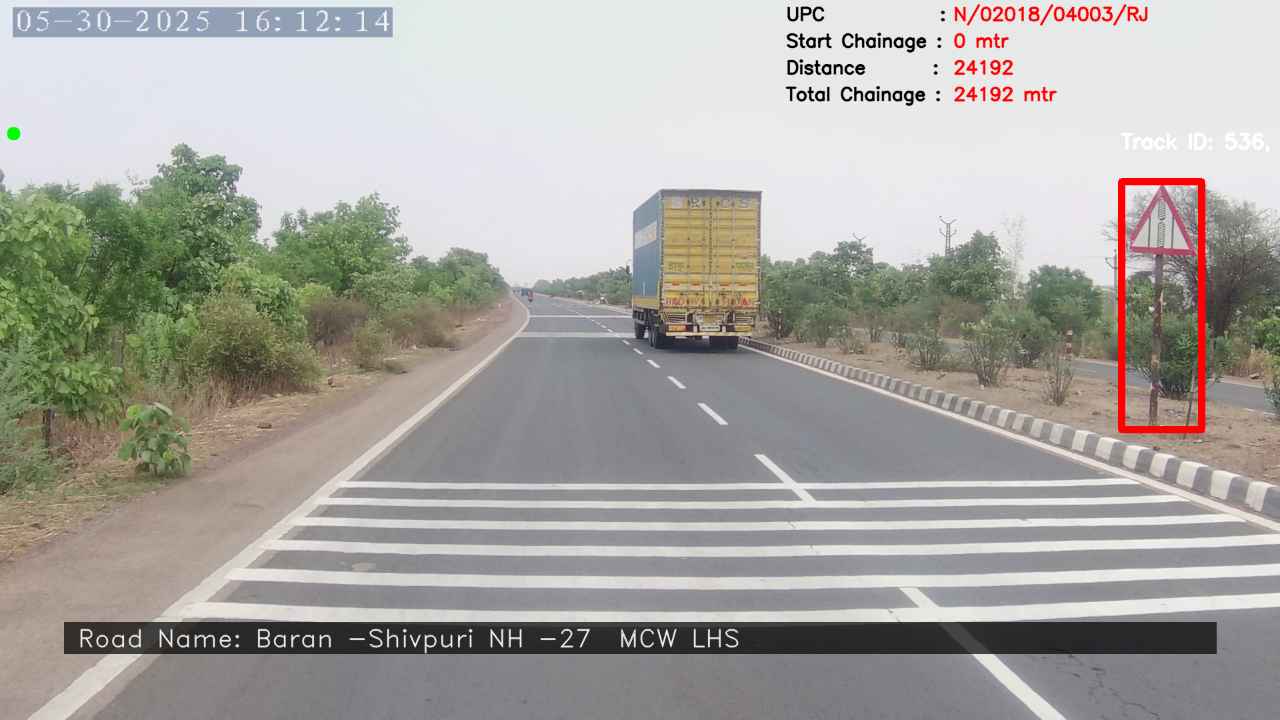 05-30-2025 16:12:14
UPC : N/02018/04003/RJ
Start Chainage : 0 mtr
Distance : 24192
Total Chainage : 24192 mtr
Track ID: 536,
Road Name: Baran -Shivpuri NH -27 MCW LHS